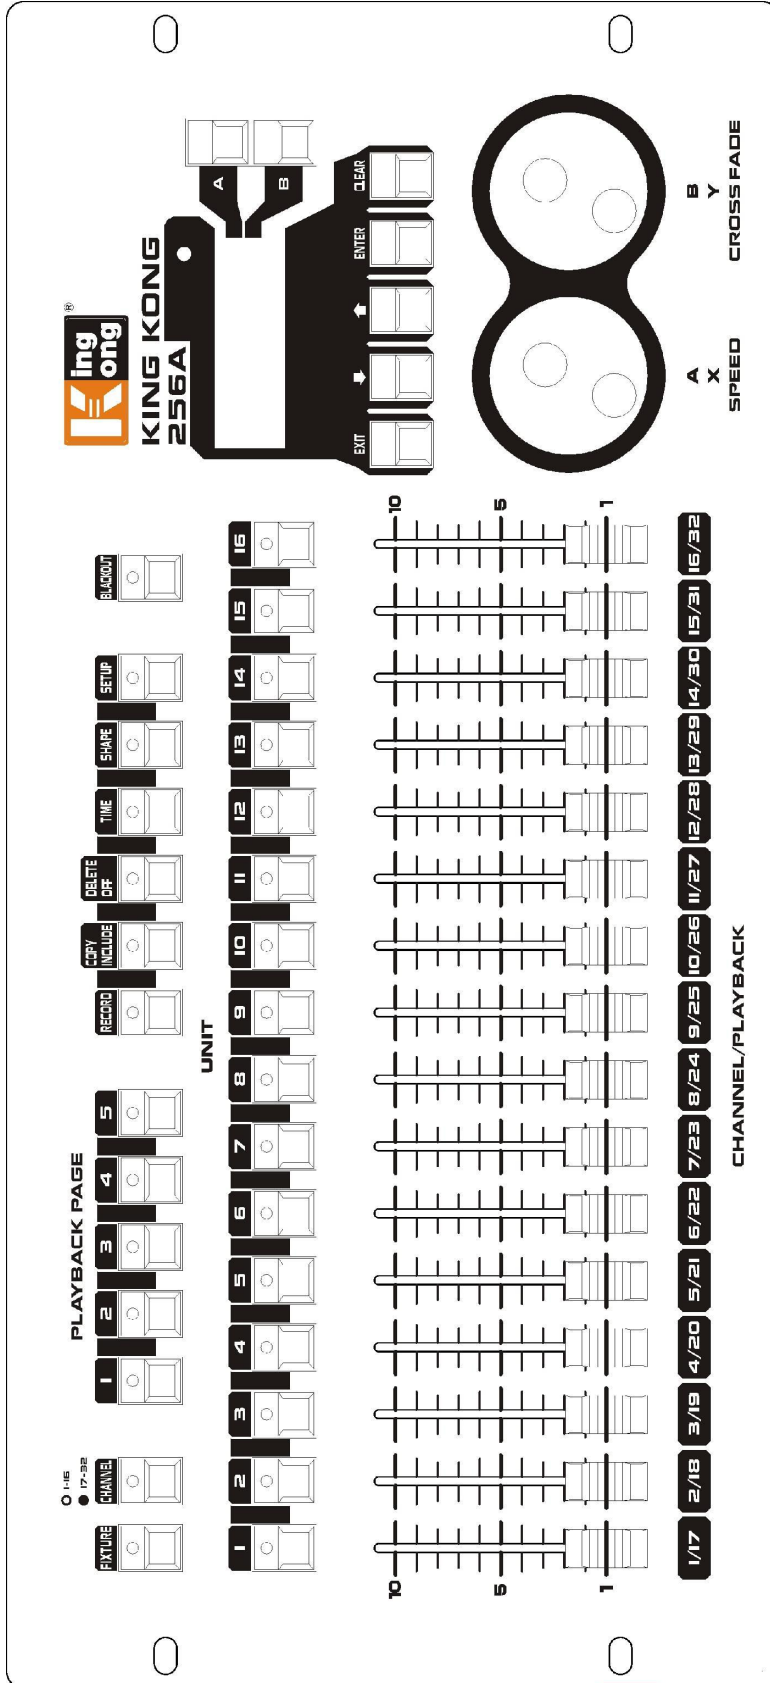 1-16
17-32
FIXTURE
CHANNEL
PLAYBACK PAGE
1
2
3
4
5
RECORD
COPY
INCLUDE
DELETE
OFF
TIME
SHAPE
SETUP
BLACKOUT
King
Kong
®
KING KONG
256A
UNIT
1
2
3
4
5
6
7
8
9
10
11
12
13
14
15
16
A
B
EXIT
ENTER
CLEAR
10
5
1
10
5
1
1/17
2/18
3/19
4/20
5/21
6/22
7/23
8/24
9/25
10/26
11/27
12/28
13/29
14/30
15/31
16/32
CHANNEL/PLAYBACK
A
X
SPEED
B
Y
CROSS FADE